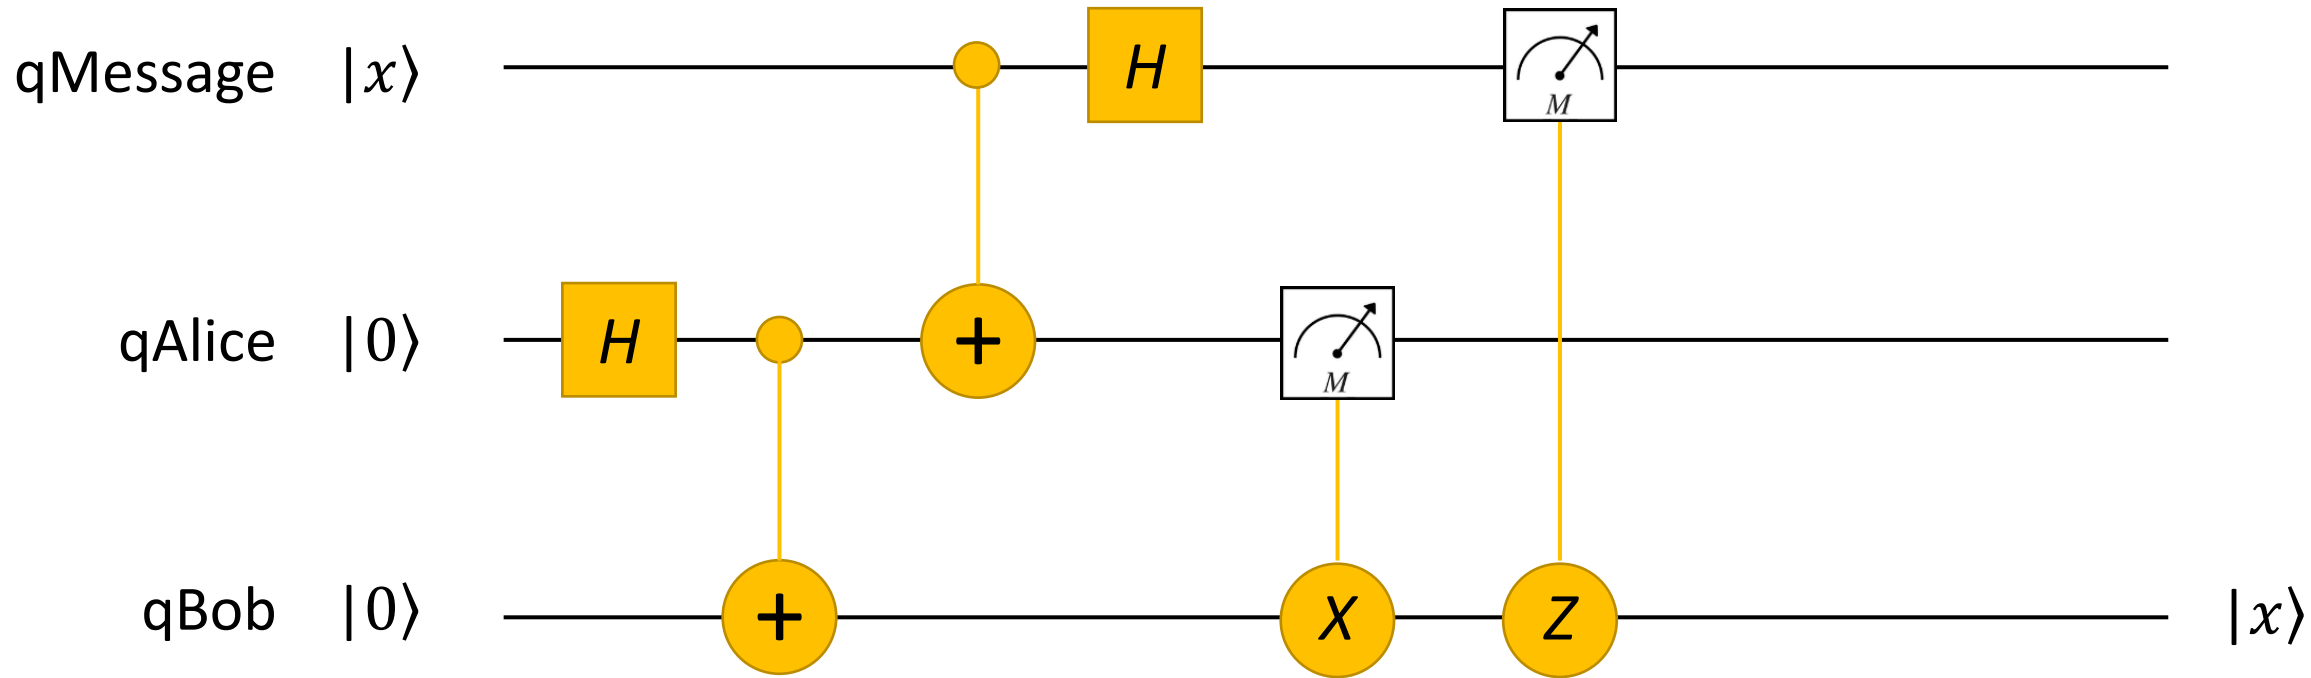 qMessage |x⟩ H M
qAlice |0⟩ H + M
qBob |0⟩ + X Z |x⟩